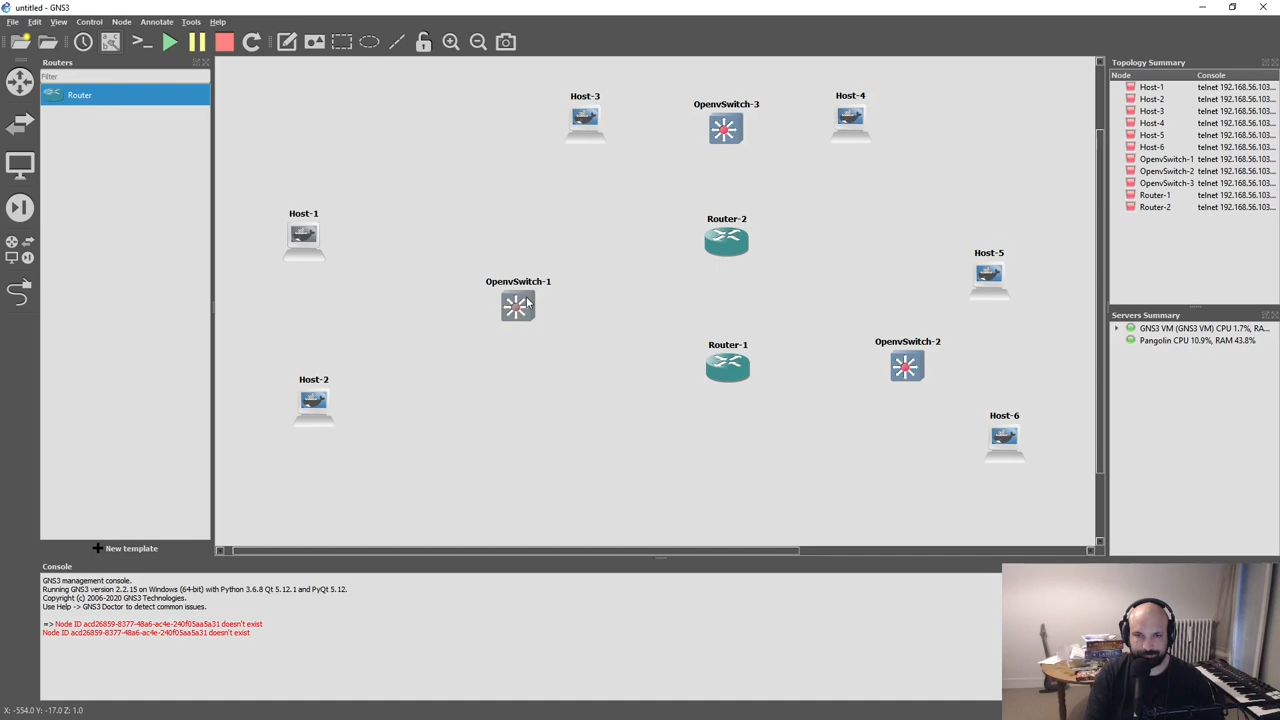 untitled - GNS3
File Edit View Control Node Annotate Tools Help
Routers
Filter
Router
New template
Host-3
OpenvSwitch-3
Host-4
Host-1
Router-2
Host-5
OpenvSwitch-1
Router-1
OpenvSwitch-2
Host-2
Host-6
Topology Summary
Node Console
Host-1 telnet 192.168.56.103...
Host-2 telnet 192.168.56.103...
Host-3 telnet 192.168.56.103...
Host-4 telnet 192.168.56.103...
Host-5 telnet 192.168.56.103...
Host-6 telnet 192.168.56.103...
OpenvSwitch-1 telnet 192.168.56.103...
OpenvSwitch-2 telnet 192.168.56.103...
OpenvSwitch-3 telnet 192.168.56.103...
Router-1 telnet 192.168.56.103...
Router-2 telnet 192.168.56.103...
Servers Summary
GNS3 VM (GNS3 VM) CPU 1.7%, RA...
Pangolin CPU 10.9%, RAM 43.8%
Console
GNS3 management console.
Running GNS3 version 2.2.15 on Windows (64-bit) with Python 3.6.8 Qt 5.12.1 and PyQt 5.12.
Copyright (c) 2006-2020 GNS3 Technologies.
Use Help -> GNS3 Doctor to detect common issues.
=> Node ID acd26859-8377-48a6-ac4e-240f05aa5a31 doesn't exist
Node ID acd26859-8377-48a6-ac4e-240f05aa5a31 doesn't exist
X: -554.0 Y: -17.0 Z: 1.0